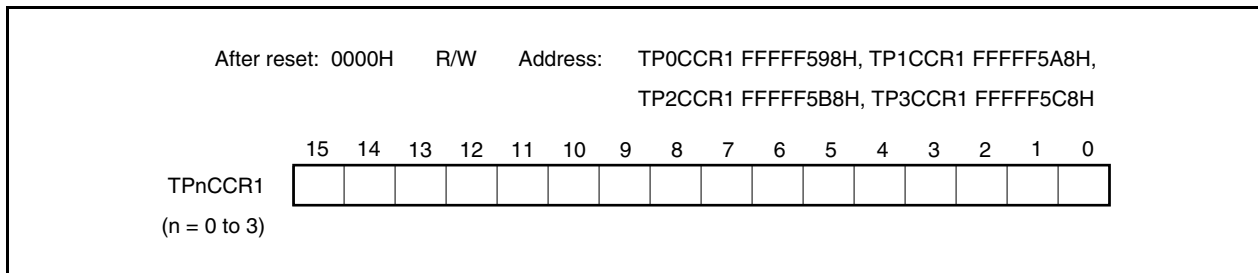 After reset: 0000H R/W Address: TP0CCR1 FFFFF598H, TP1CCR1 FFFFF5A8H,
TP2CCR1 FFFFF5B8H, TP3CCR1 FFFFF5C8H
15 14 13 12 11 10 9 8 7 6 5 4 3 2 1 0
TPnCCR1
(n = 0 to 3)